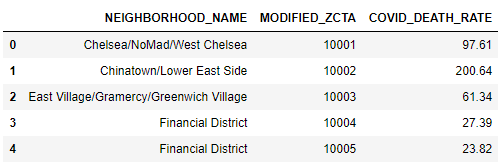 NEIGHBORHOOD_NAME MODIFIED_ZCTA COVID_DEATH_RATE
0 Chelsea/NoMad/West Chelsea 10001 97.61
1 Chinatown/Lower East Side 10002 200.64
2 East Village/Gramercy/Greenwich Village 10003 61.34
3 Financial District 10004 27.39
4 Financial District 10005 23.82